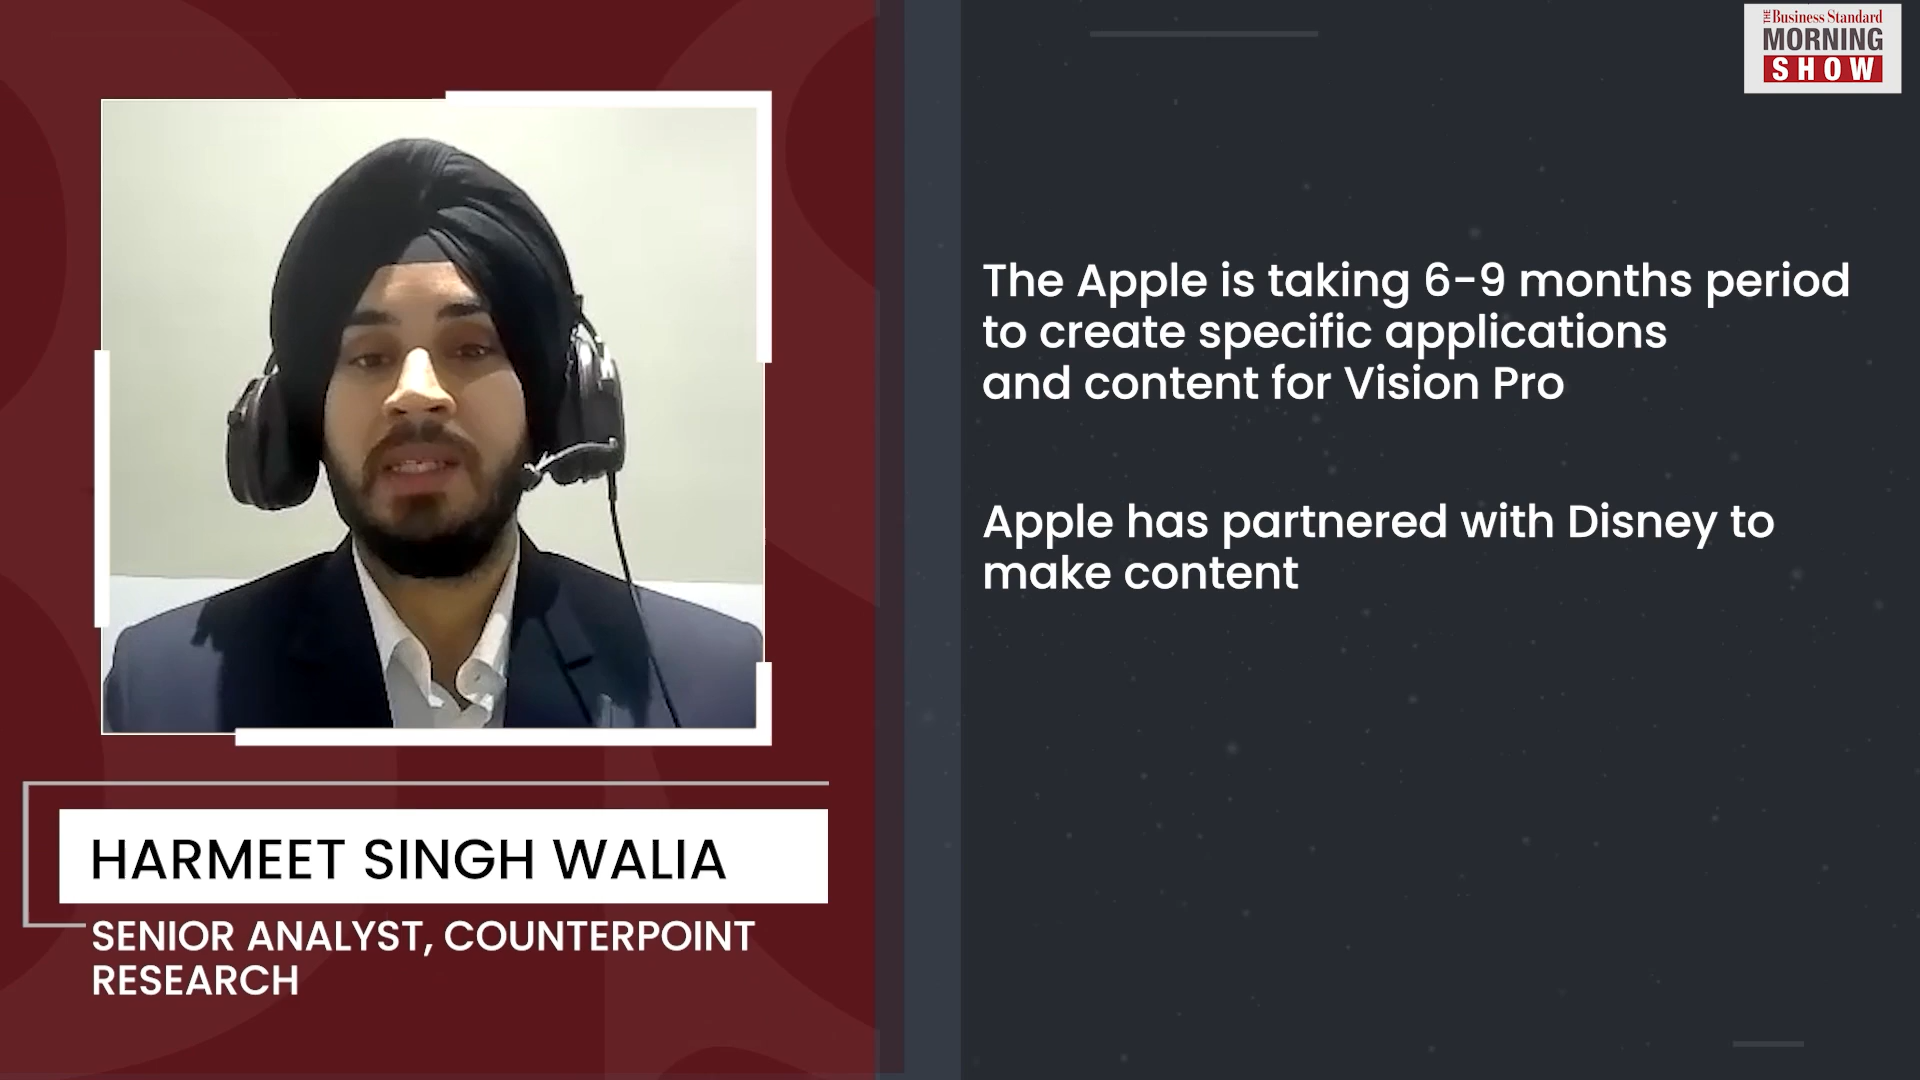 THE Business Standard
MORNING
SHOW
The Apple is taking 6-9 months period
to create specific applications
and content for Vision Pro
Apple has partnered with Disney to
make content
HARMEET SINGH WALIA
SENIOR ANALYST, COUNTERPOINT
RESEARCH